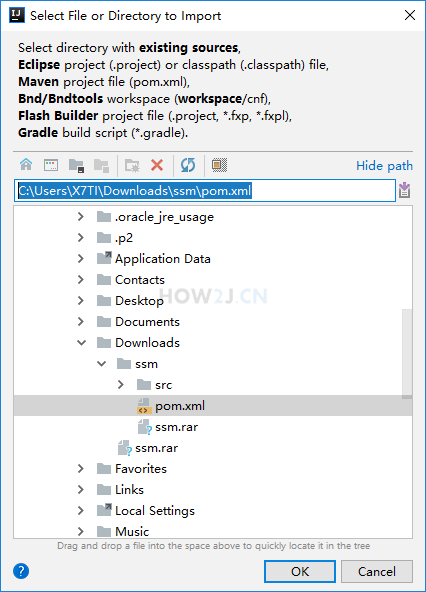 Select File or Directory to Import
Select directory with existing sources,
Eclipse project (.project) or classpath (.classpath) file,
Maven project file (pom.xml),
Bnd/Bndtools workspace (workspace/cnf),
Flash Builder project file (.project, *.fxp, *.fxpl),
Gradle build script (*.gradle).
Hide path
C:\Users\X7TI\Downloads\ssm\pom.xml
.oracle_jre_usage
.p2
Application Data
Contacts
Desktop
HOW2J.CN
Documents
Downloads
ssm
src
pom.xml
ssm.rar
ssm.rar
Favorites
Links
Local Settings
Music
Drag and drop a file into the space above to quickly locate it in the tree
?
OK
Cancel